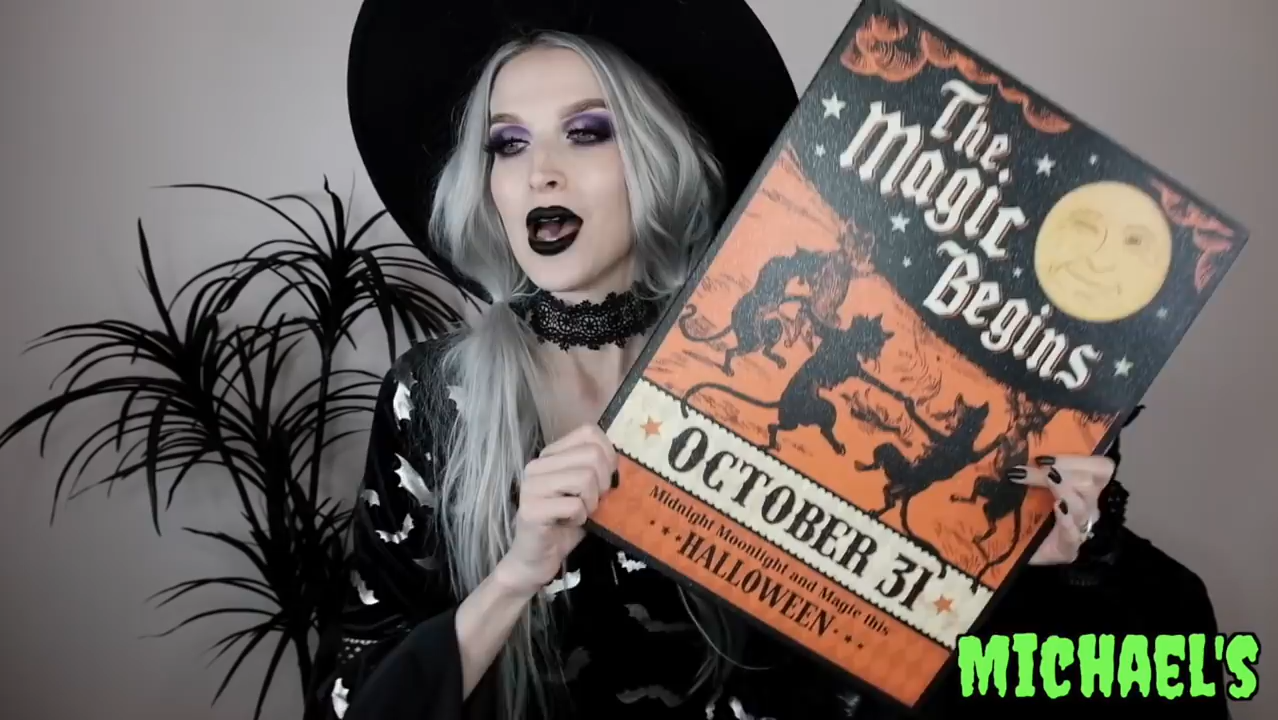 The
Magic
Begins
OCTOBER 31
Midnight Moonlight and Magic this
HALLOWEEN
MICHAEL'S